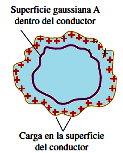 Superficie gaussiana A
dentro del conductor
Carga en la superficie
del conductor